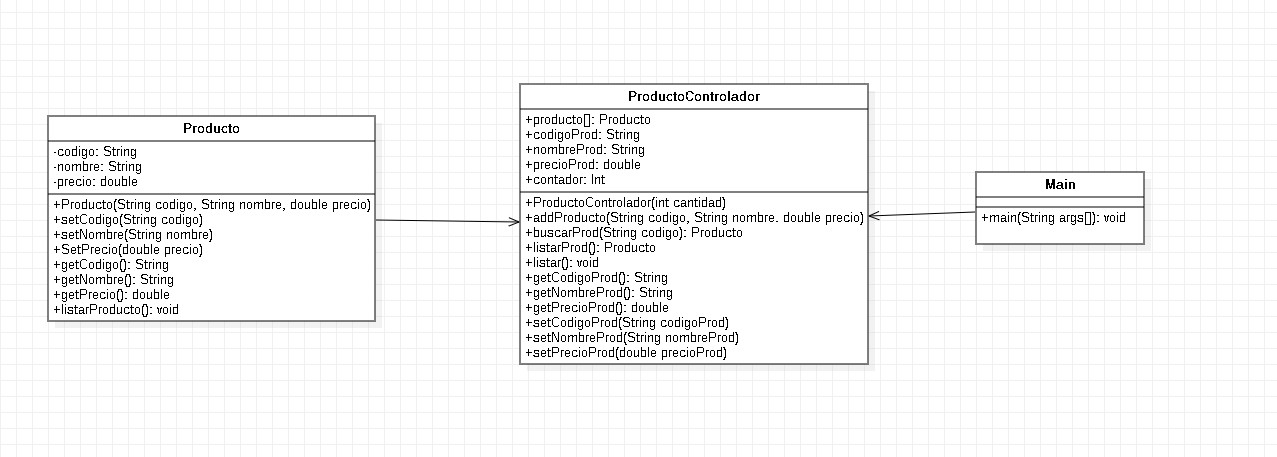 Producto
-codigo: String
-nombre: String
-precio: double
+Producto(String codigo, String nombre, double precio)
+setCodigo(String codigo)
+setNombre(String nombre)
+SetPrecio(double precio)
+getCodigo(): String
+getNombre(): String
+getPrecio(): double
+listarProducto(): void
ProductoControlador
+producto[]: Producto
+codigoProd: String
+nombreProd: String
+precioProd: double
+contador: Int
+ProductoControlador(int cantidad)
+addProducto(String codigo, String nombre. double precio)
+buscarProd(String codigo): Producto
+listarProd(): Producto
+listar(): void
+getCodigoProd(): String
+getNombreProd(): String
+getPrecioProd(): double
+setCodigoProd(String codigoProd)
+setNombreProd(String nombreProd)
+setPrecioProd(double precioProd)
Main
+main(String args[]): void